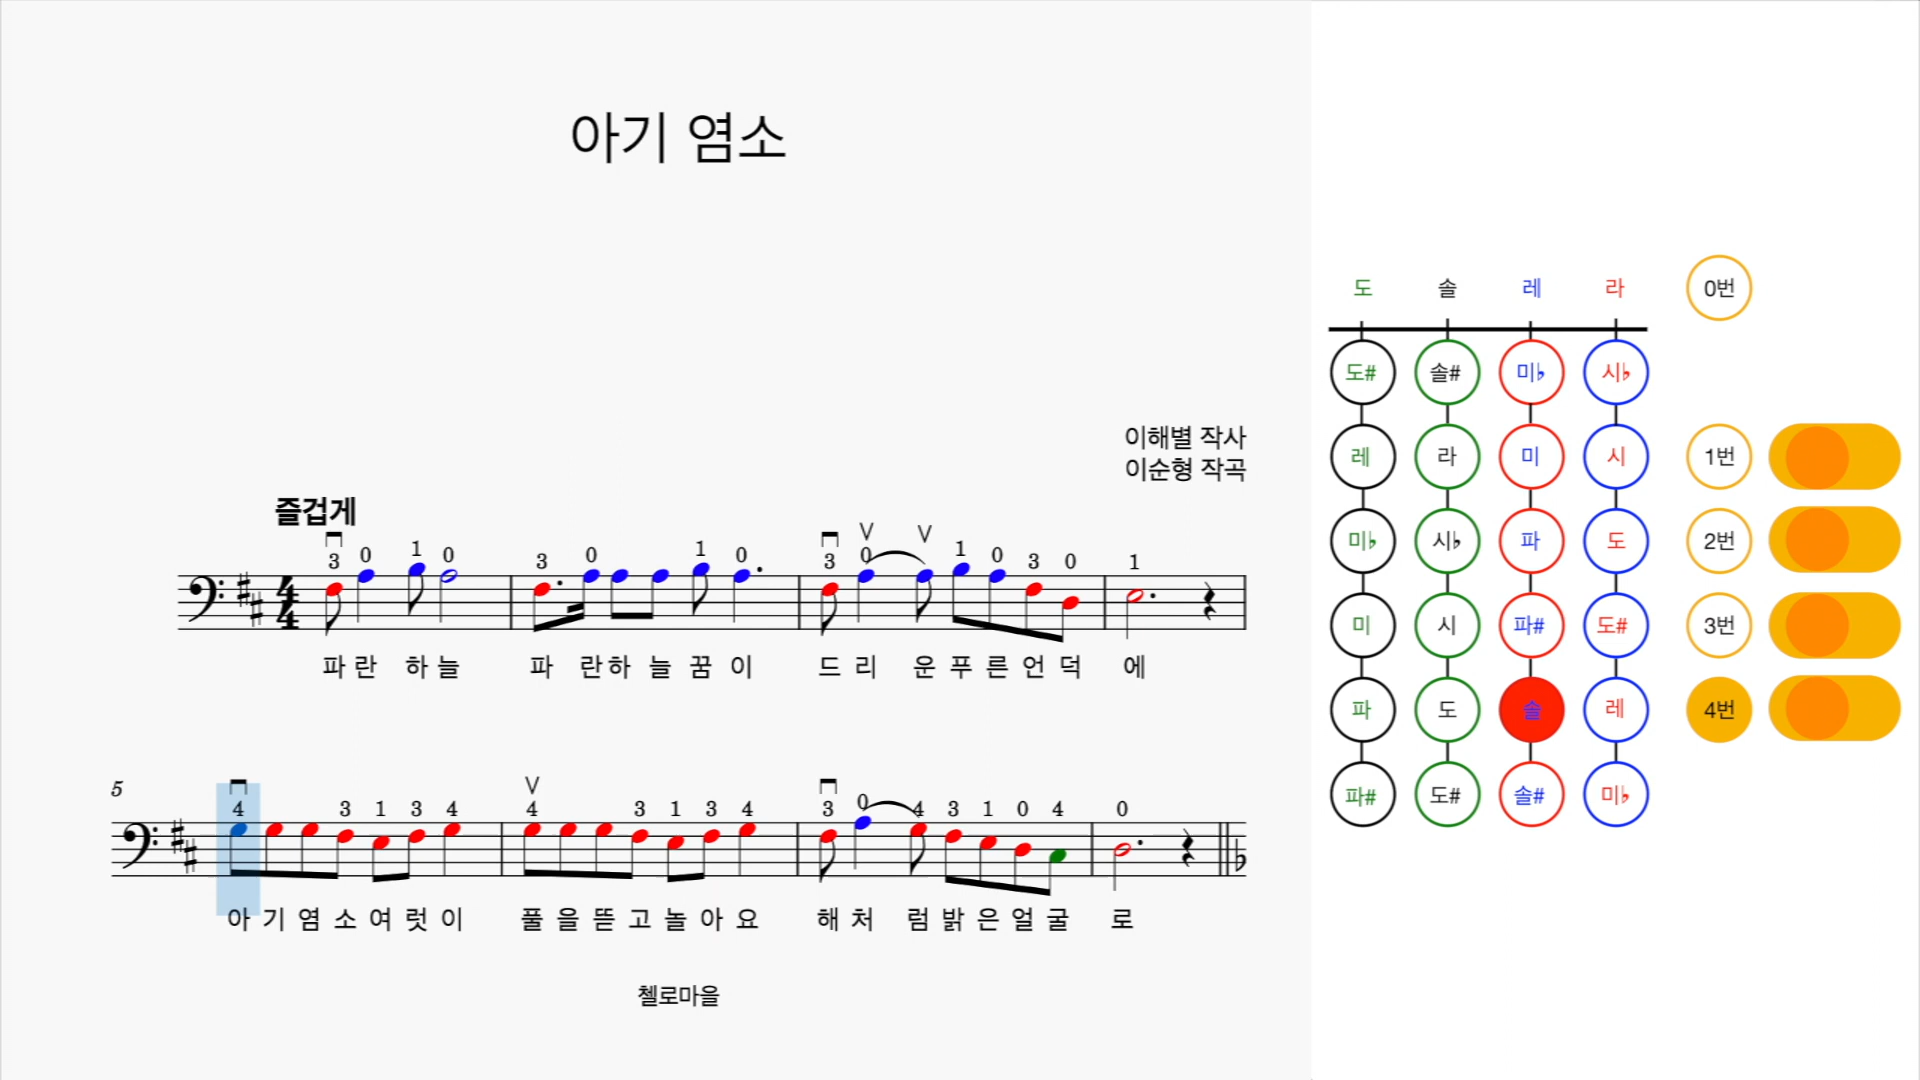 아기 염소
이해별 작사
이순형 작곡
즐겁게
3 0 1 0 3 0 1 0 3 0 1 0 3 0 1
파 란 하 늘 파 란 하 늘 꿈 이 드 리 운 푸 른 언 덕 에
5
4 3 1 3 4 4 3 1 3 4 3 0 4 3 1 0 4 0
아 기 염 소 여 럿 이 풀 을 뜯 고 놀 아 요 해 처 럼 밝 은 얼 굴 로
첼로마을
도 솔 레 라 0번
도# 솔# 미♭ 시♭
레 라 미 시 1번
미♭ 시♭ 파 도 2번
미 시 파# 도# 3번
파 도 솔 레 4번
파# 도# 솔# 미♭